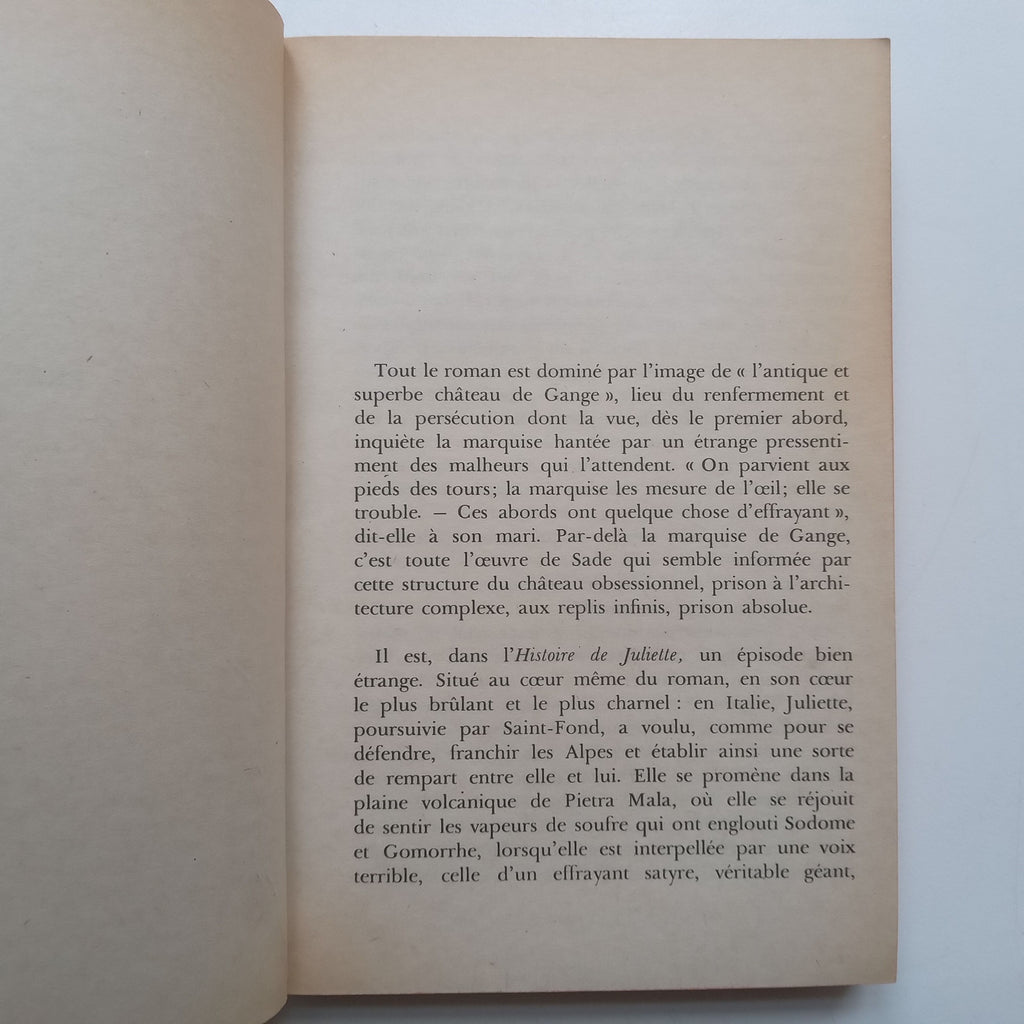 Tout le roman est dominé par l'image de « l'antique et
superbe château de Gange », lieu du renfermement et
de la persécution dont la vue, dès le premier abord,
inquiète la marquise hantée par un étrange pressenti-
ment des malheurs qui l'attendent. « On parvient aux
pieds des tours; la marquise les mesure de l'œil; elle se
trouble. — Ces abords ont quelque chose d'effrayant »,
dit-elle à son mari. Par-delà la marquise de Gange,
c'est toute l'œuvre de Sade qui semble informée par
cette structure du château obsessionnel, prison à l'archi-
tecture complexe, aux replis infinis, prison absolue.
Il est, dans l'Histoire de Juliette, un épisode bien
étrange. Situé au cœur même du roman, en son cœur
le plus brûlant et le plus charnel : en Italie, Juliette,
poursuivie par Saint-Fond, a voulu, comme pour se
défendre, franchir les Alpes et établir ainsi une sorte
de rempart entre elle et lui. Elle se promène dans la
plaine volcanique de Pietra Mala, où elle se réjouit
de sentir les vapeurs de soufre qui ont englouti Sodome
et Gomorrhe, lorsqu'elle est interpellée par une voix
terrible, celle d'un effrayant satyre, véritable géant,